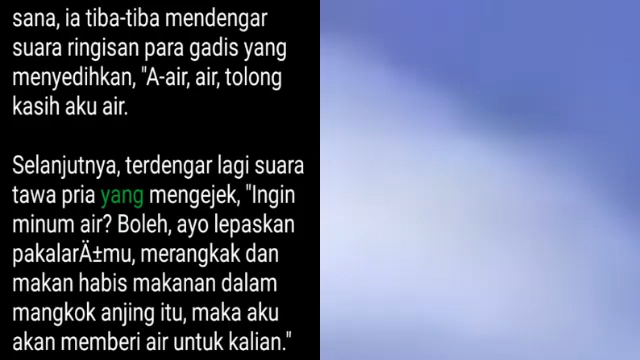 sana, ia tiba-tiba mendengar
suara ringisan para gadis yang
menyedihkan, "A-air, air, tolong
kasih aku air.
Selanjutnya, terdengar lagi suara
tawa pria yang mengejek, "Ingin
minum air? Boleh, ayo lepaskan
pakalarÄ±mu, merangkak dan
makan habis makanan dalam
mangkok anjing itu, maka aku
akan memberi air untuk kalian."